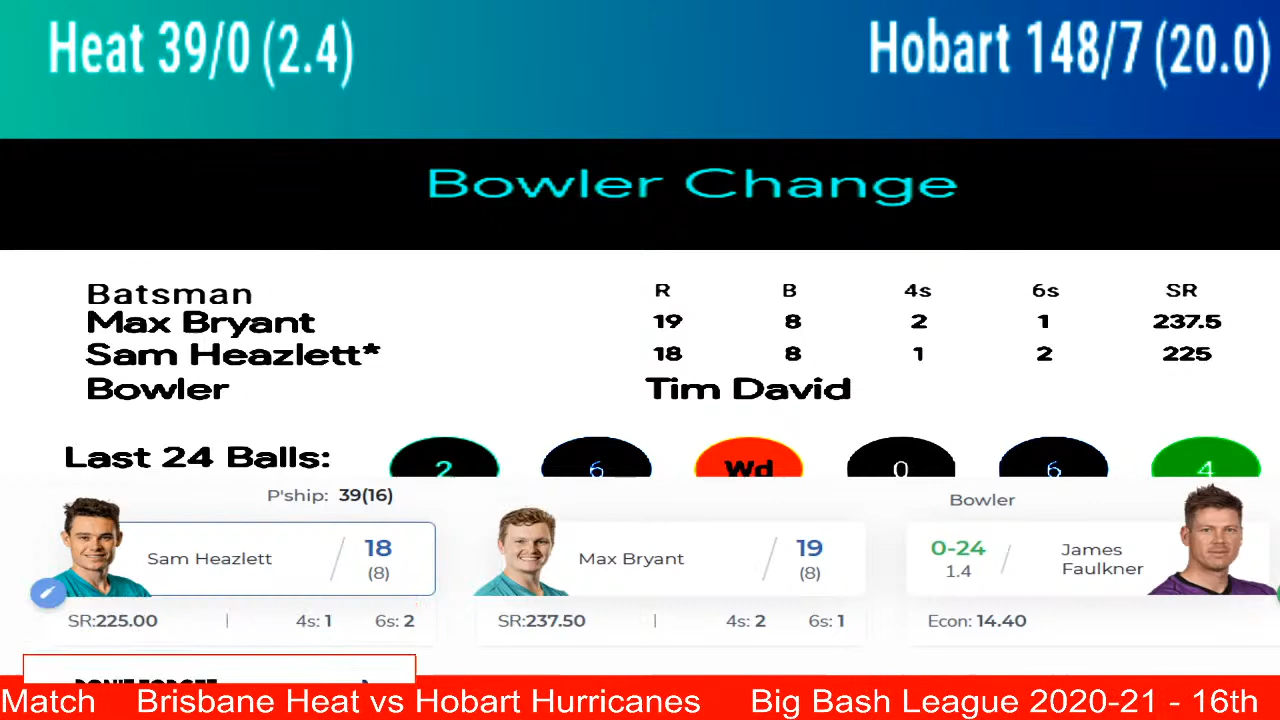 Heat 39/0 (2.4) Hobart 148/7 (20.0)
Bowler Change
Batsman R B 4s 6s SR
Max Bryant 19 8 2 1 237.5
Sam Heazlett* 18 8 1 2 225
Bowler Tim David
Last 24 Balls: 2 6 Wd 0 6 4
P'ship: 39(16) Bowler
Sam Heazlett 18 (8) Max Bryant 19 (8) 0-24 1.4 James Faulkner
SR:225.00 4s: 1 6s: 2 SR:237.50 4s: 2 6s: 1 Econ: 14.40
DON'T FORGET
Match Brisbane Heat vs Hobart Hurricanes Big Bash League 2020-21 - 16th